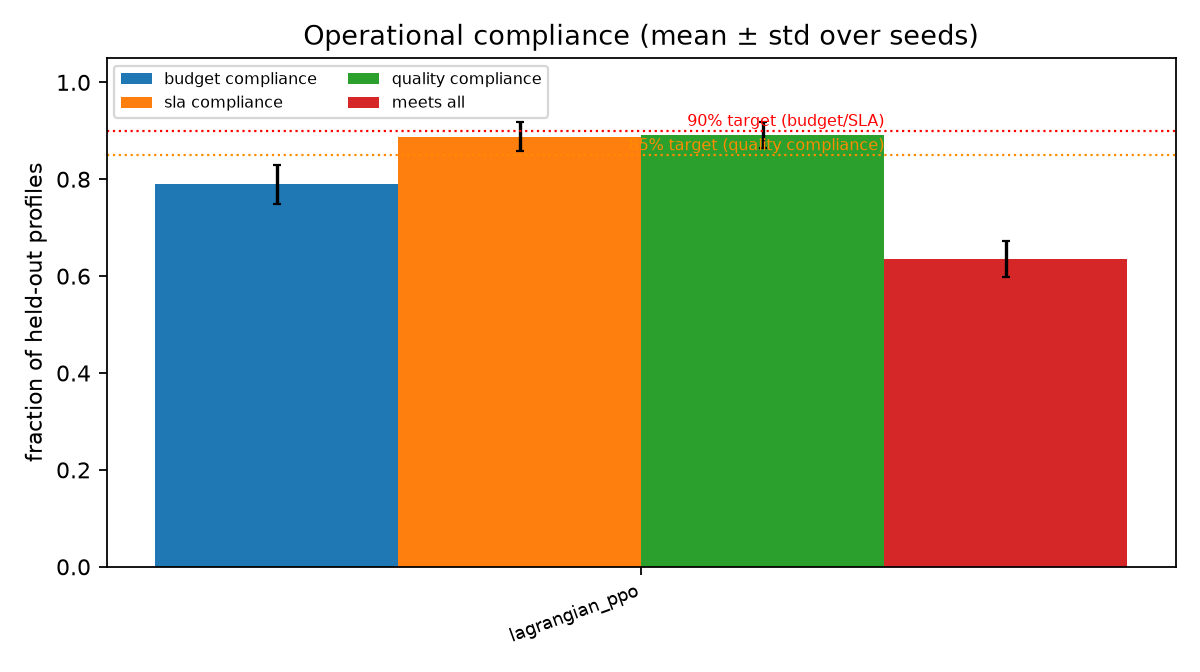 Operational compliance (mean ± std over seeds)
budget compliance
sla compliance
quality compliance
meets all
90% target (budget/SLA)
5% target (quality compliance)
fraction of held-out profiles
1.0
0.8
0.6
0.4
0.2
0.0
lagrangian_ppo